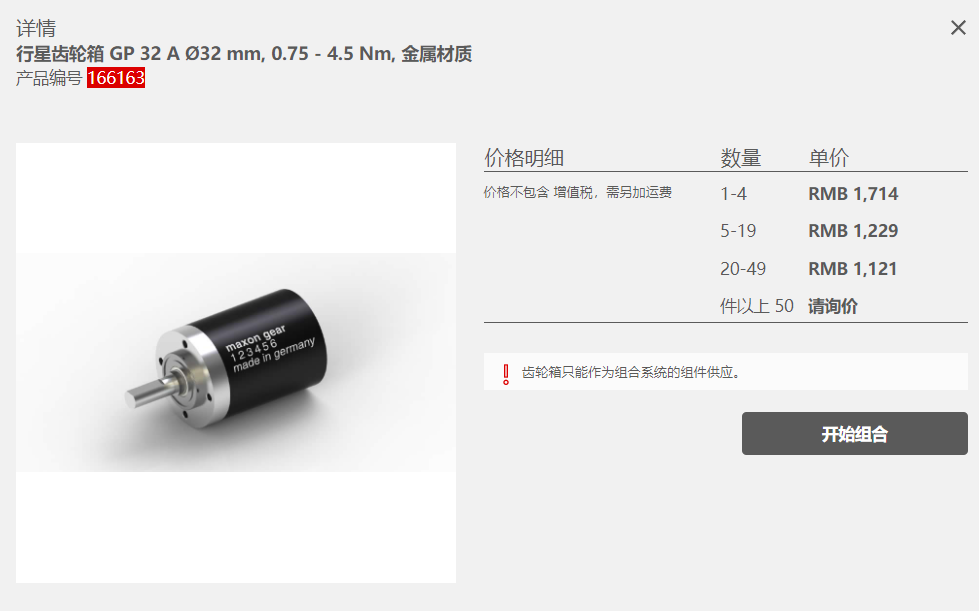 详情
行星齿轮箱 GP 32 A Ø32 mm, 0.75 - 4.5 Nm, 金属材质
产品编号 166163
maxon gear
123456
made in germany
价格明细 数量 单价
价格不包含 增值税，需另加运费 1-4 RMB 1,714
5-19 RMB 1,229
20-49 RMB 1,121
件以上 50 请询价
齿轮箱只能作为组合系统的组件供应。
开始组合